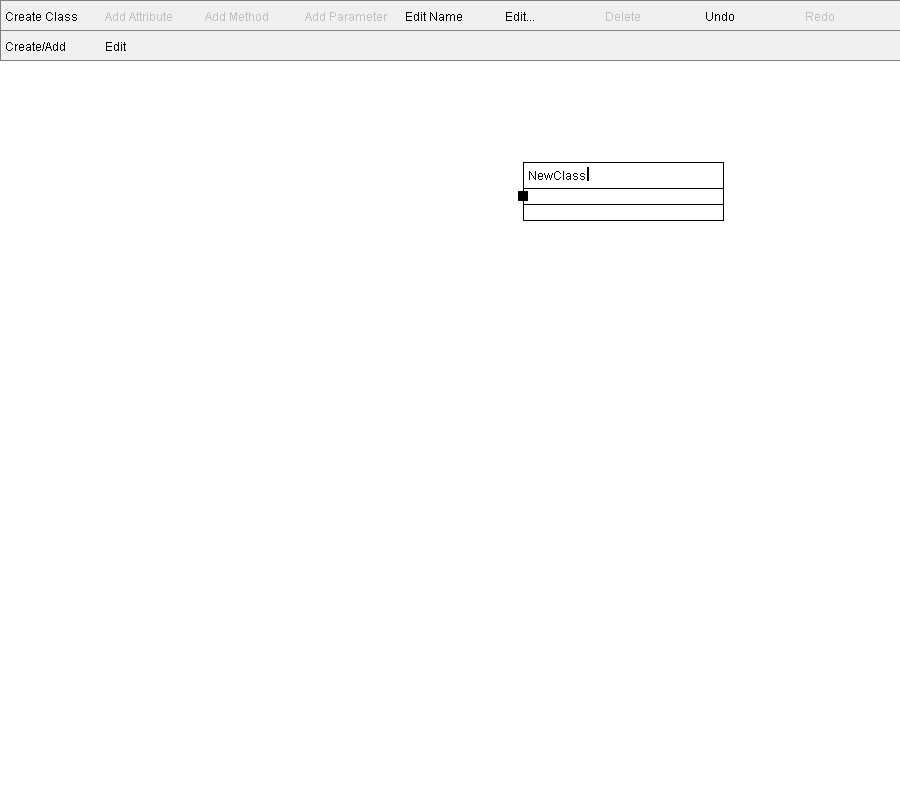 Create Class Add Attribute Add Method Add Parameter Edit Name Edit... Delete Undo Redo
Create/Add Edit
NewClass